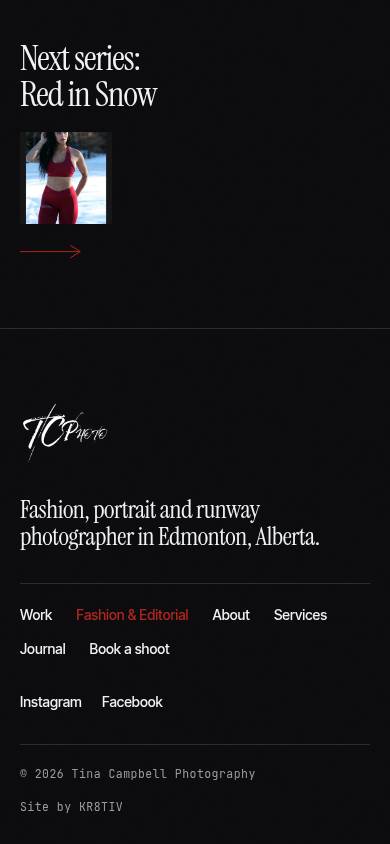 Next series:
Red in Snow
TCPHOTO
Fashion, portrait and runway
photographer in Edmonton, Alberta.
Work Fashion & Editorial About Services
Journal Book a shoot
Instagram Facebook
© 2026 Tina Campbell Photography
Site by KR8TIV